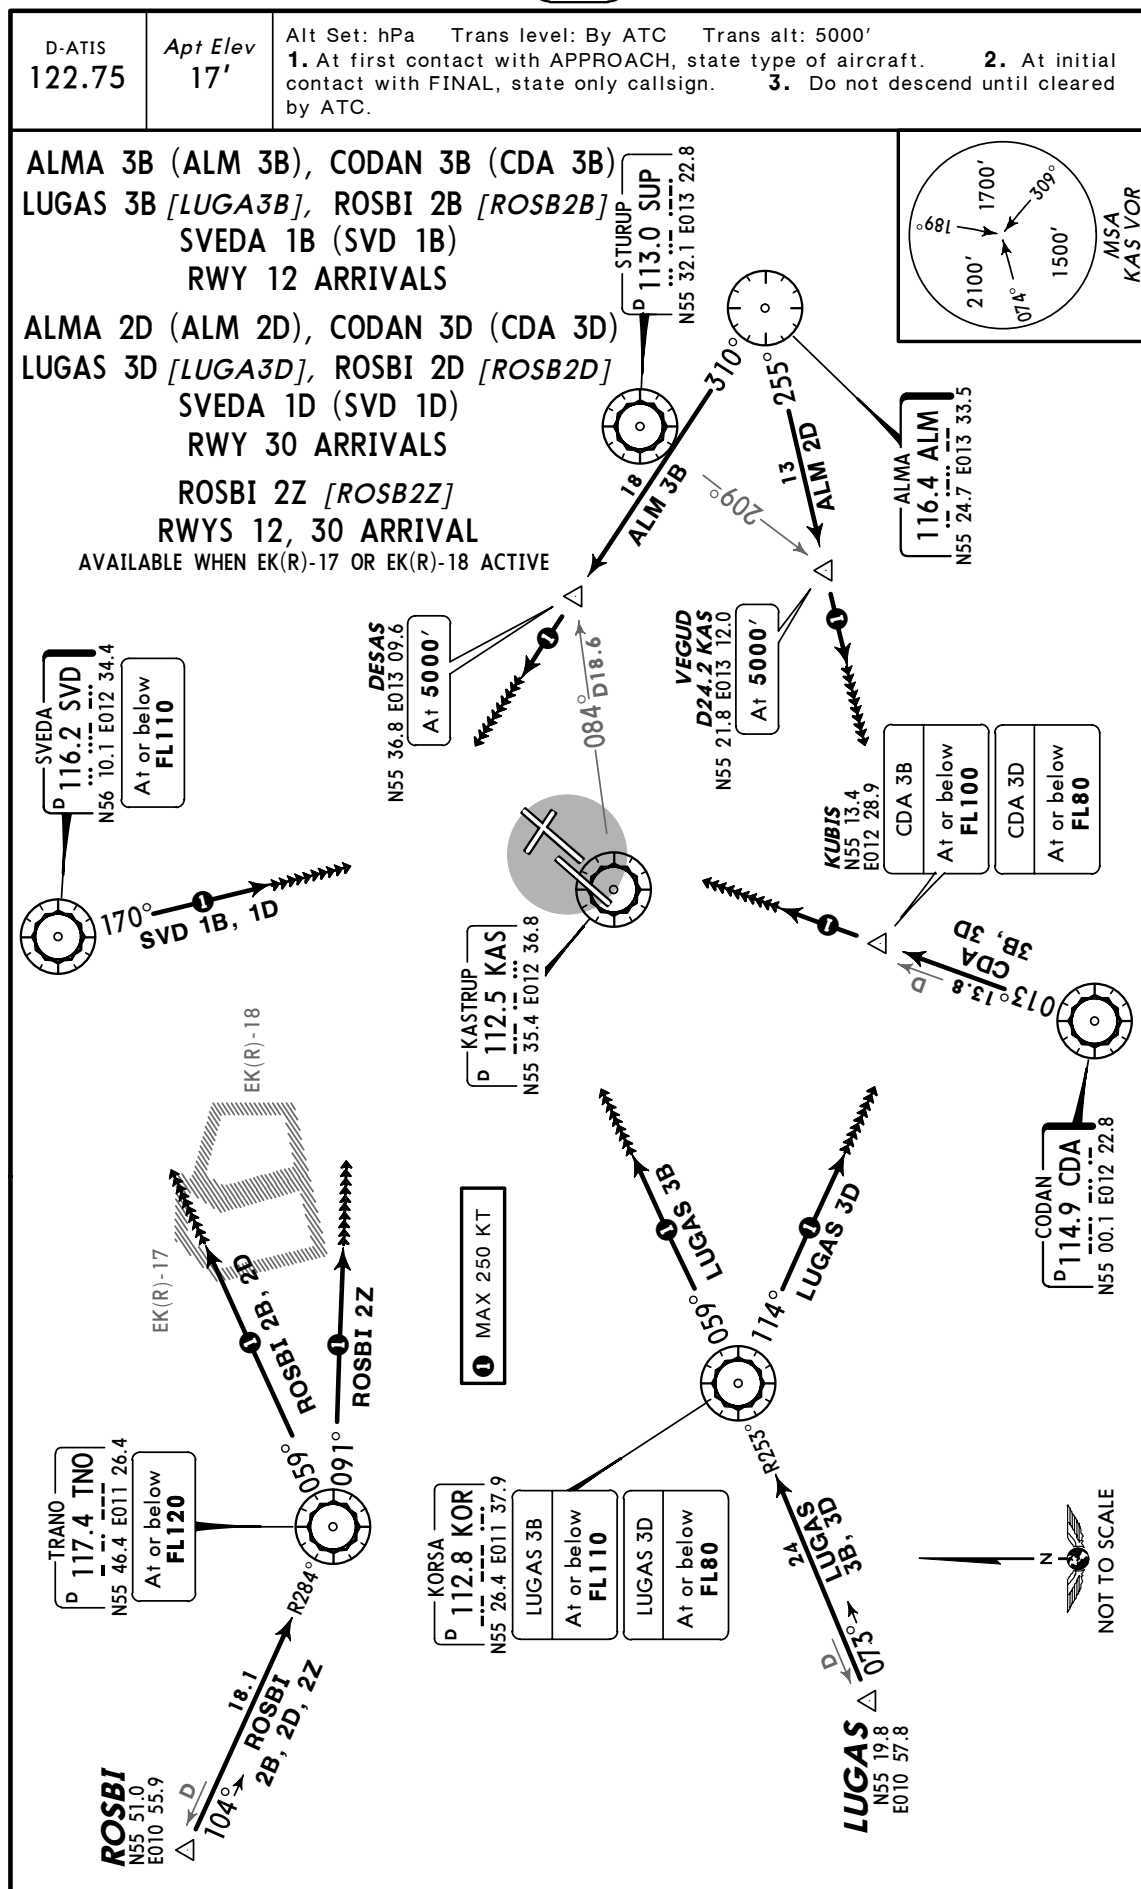 D-ATIS
122.75
Apt Elev
17'
Alt Set: hPa Trans level: By ATC Trans alt: 5000'
1. At first contact with APPROACH, state type of aircraft. 2. At initial
contact with FINAL, state only callsign. 3. Do not descend until cleared
by ATC.
ALMA 3B (ALM 3B), CODAN 3B (CDA 3B)
LUGAS 3B [LUGA3B], ROSBI 2B [ROSB2B]
SVEDA 1B (SVD 1B)
RWY 12 ARRIVALS
ALMA 2D (ALM 2D), CODAN 3D (CDA 3D)
LUGAS 3D [LUGA3D], ROSBI 2D [ROSB2D]
SVEDA 1D (SVD 1D)
RWY 30 ARRIVALS
ROSBI 2Z [ROSB2Z]
RWYS 12, 30 ARRIVAL
AVAILABLE WHEN EK(R)-17 OR EK(R)-18 ACTIVE
STURUP
D 113.0 SUP
N55 32.1 E013 22.8
1700'
309°
189°
2100'
1500'
074°
MSA
KAS VOR
310°
255°
18
ALM 3B
13
ALM 2D
209°
ALMA
116.4 ALM
N55 24.7 E013 33.5
DESAS
N55 36.8 E013 09.6
At 5000'
1
084°
D18.6
VEGUD
D24.2 KAS
N55 21.8 E013 12.0
At 5000'
1
SVEDA
D 116.2 SVD
N56 10.1 E012 34.4
At or below
FL110
170°
1
SVD 1B, 1D
KASTRUP
D 112.5 KAS
N55 35.4 E012 36.8
KUBIS
N55 13.4
E012 28.9
CDA 3B
At or below
FL100
CDA 3D
At or below
FL80
1
CDA
3B, 3D
D
13.8
013°
CODAN
D 114.9 CDA
N55 00.1 E012 22.8
EK(R)-18
EK(R)-17
1
ROSBI 2B, 2D
1
ROSBI 2Z
059°
091°
1 MAX 250 KT
1
LUGAS 3B
059°
1
LUGAS 3D
114°
TRANO
D 117.4 TNO
N55 46.4 E011 26.4
At or below
FL120
R284°
18.1
ROSBI
2B, 2D, 2Z
104°
D
ROSBI
N55 51.0
E010 55.9
KORSA
D 112.8 KOR
N55 26.4 E011 37.9
LUGAS 3B
At or below
FL110
LUGAS 3D
At or below
FL80
R253°
24
LUGAS
3B, 3D
073°
D
LUGAS
N55 19.8
E010 57.8
N
NOT TO SCALE